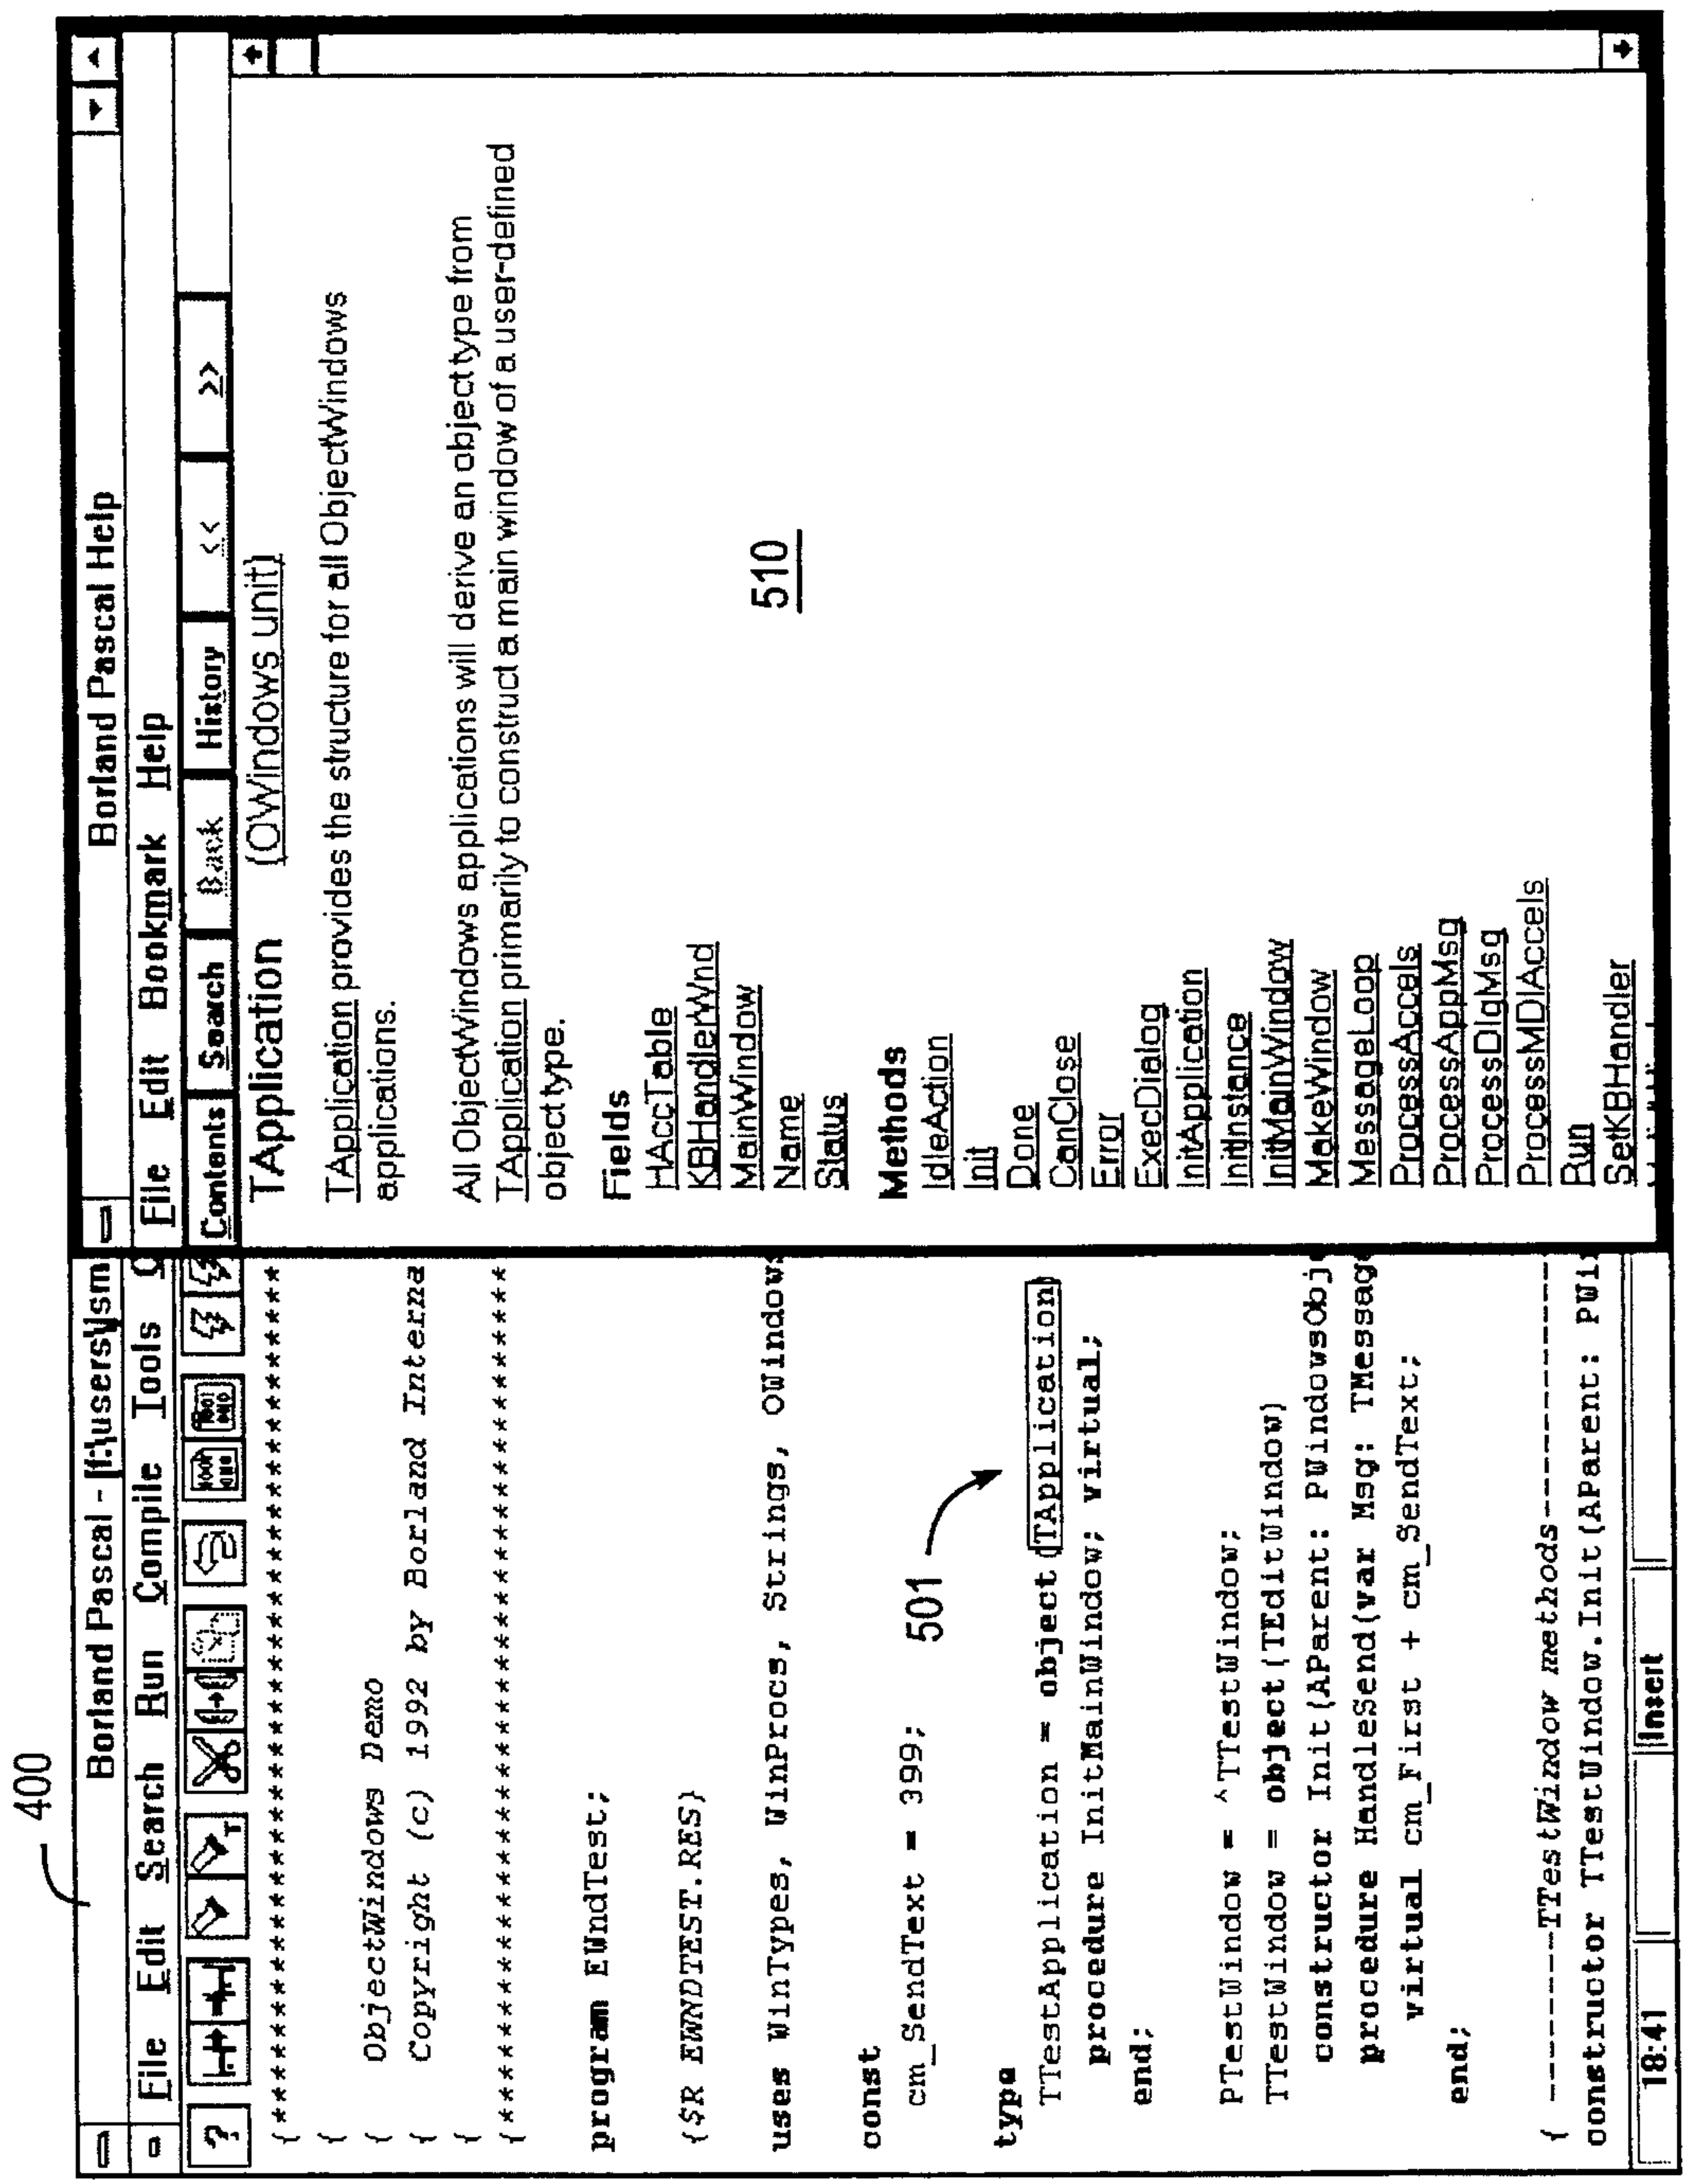 400
Borland Pascal - [f:\users\jsm
File Edit Search Run Compile Tools O
?
{***************************************
{
{ ObjectWindows Demo
{ Copyright (c) 1992 by Borland Interna
{
{***************************************
program EWndTest;
{$R EWNDTEST.RES}
uses WinTypes, WinProcs, Strings, OWindows
const
cm_SendText = 399;
501
type
TTestApplication = object(TApplication)
procedure InitMainWindow; virtual;
end;
PTestWindow = ^TTestWindow;
TTestWindow = object(TEditWindow)
constructor Init(AParent: PWindowsObj
procedure HandleSend(var Msg: TMessage
virtual cm_First + cm_SendText;
end;
{ --------TTestWindow methods----------------
constructor TTestWindow.Init(AParent: PWi
18:41 Insert
Borland Pascal Help
File Edit Bookmark Help
Contents Search Back History << >>
TApplication (OWindows unit)
TApplication provides the structure for all ObjectWindows
applications.
All ObjectWindows applications will derive an object type from
TApplication primarily to construct a main window of a user-defined
object type.
510
Fields
HAccTable
KBHandlerWnd
MainWindow
Name
Status
Methods
IdleAction
Init
Done
CanClose
Error
ExecDialog
InitApplication
InitInstance
InitMainWindow
MakeWindow
MessageLoop
ProcessAccels
ProcessAppMsg
ProcessDlgMsg
ProcessMDIAccels
Run
SetKBHandler